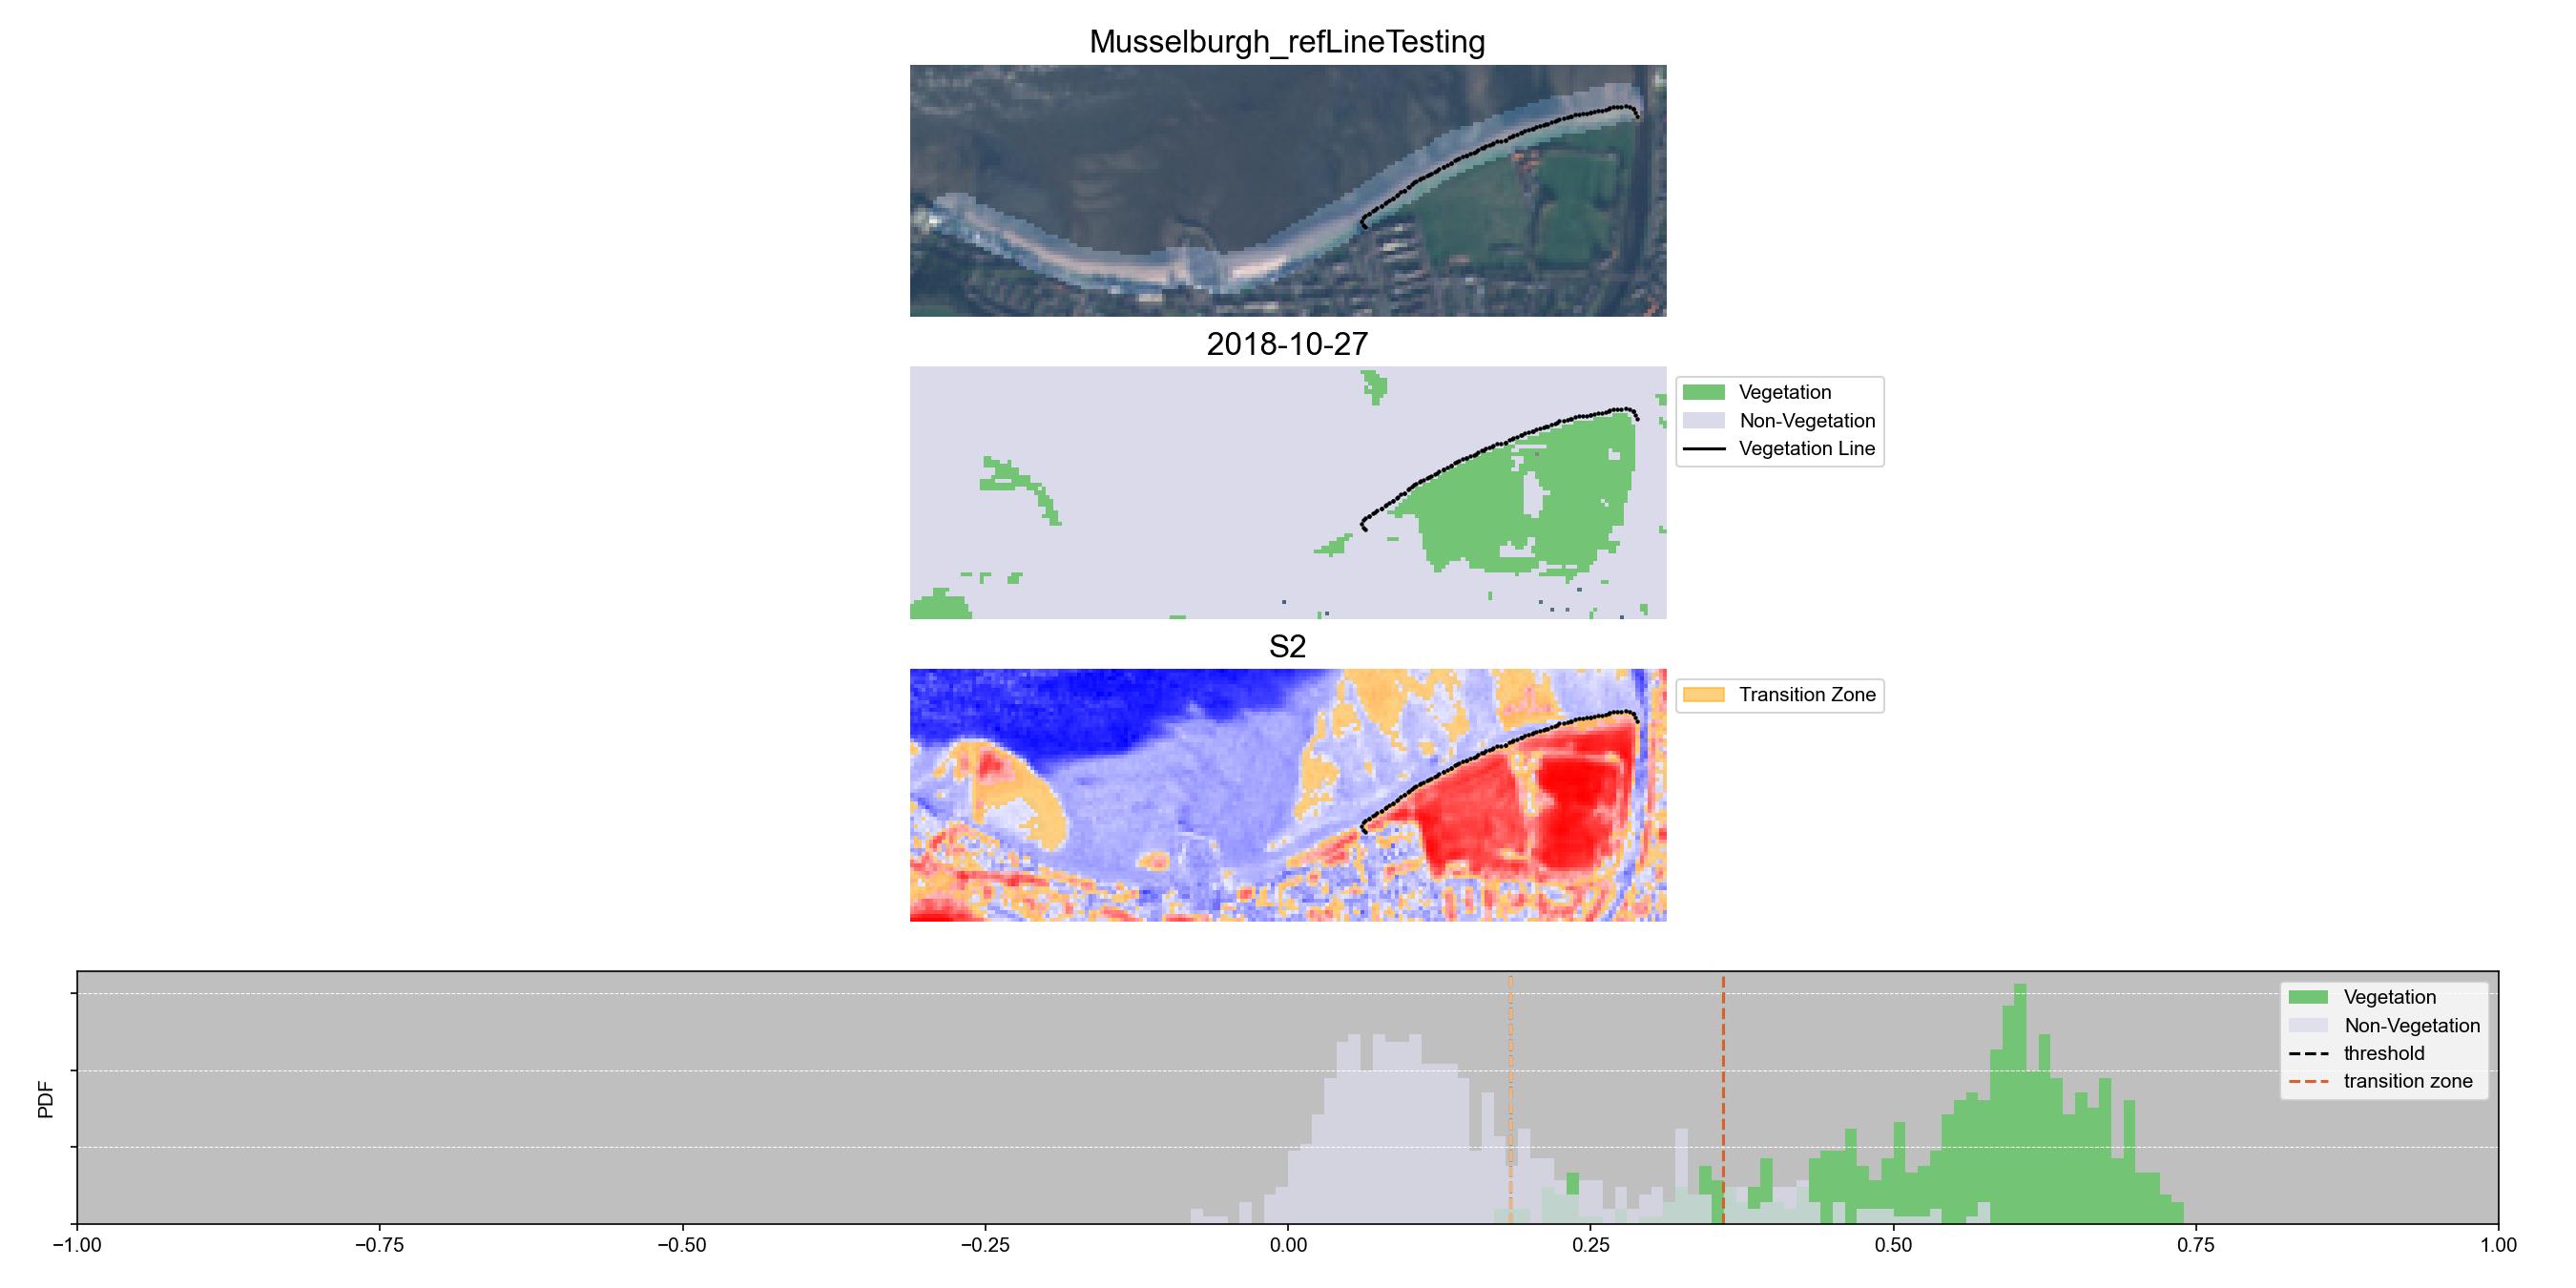 Musselburgh_refLineTesting
2018-10-27
Vegetation
Non-Vegetation
Vegetation Line
S2
Transition Zone
PDF
Vegetation
Non-Vegetation
threshold
transition zone
−1.00 −0.75 −0.50 −0.25 0.00 0.25 0.50 0.75 1.00